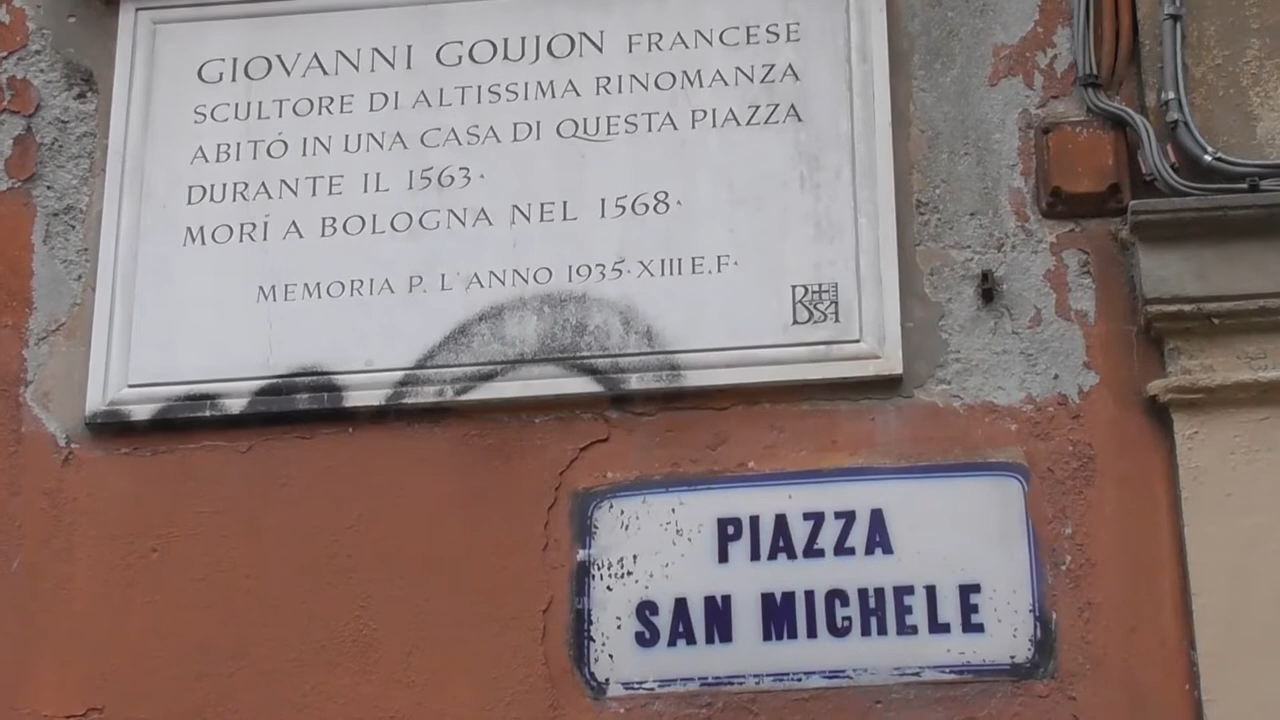 GIOVANNI GOUJON FRANCESE
SCULTORE DI ALTISSIMA RINOMANZA
ABITÓ IN UNA CASA DI QUESTA PIAZZA
DURANTE IL 1563·
MORÍ A BOLOGNA NEL 1568·
MEMORIA P. L'ANNO 1935·XIII E.F·
BSSA
PIAZZA
SAN MICHELE